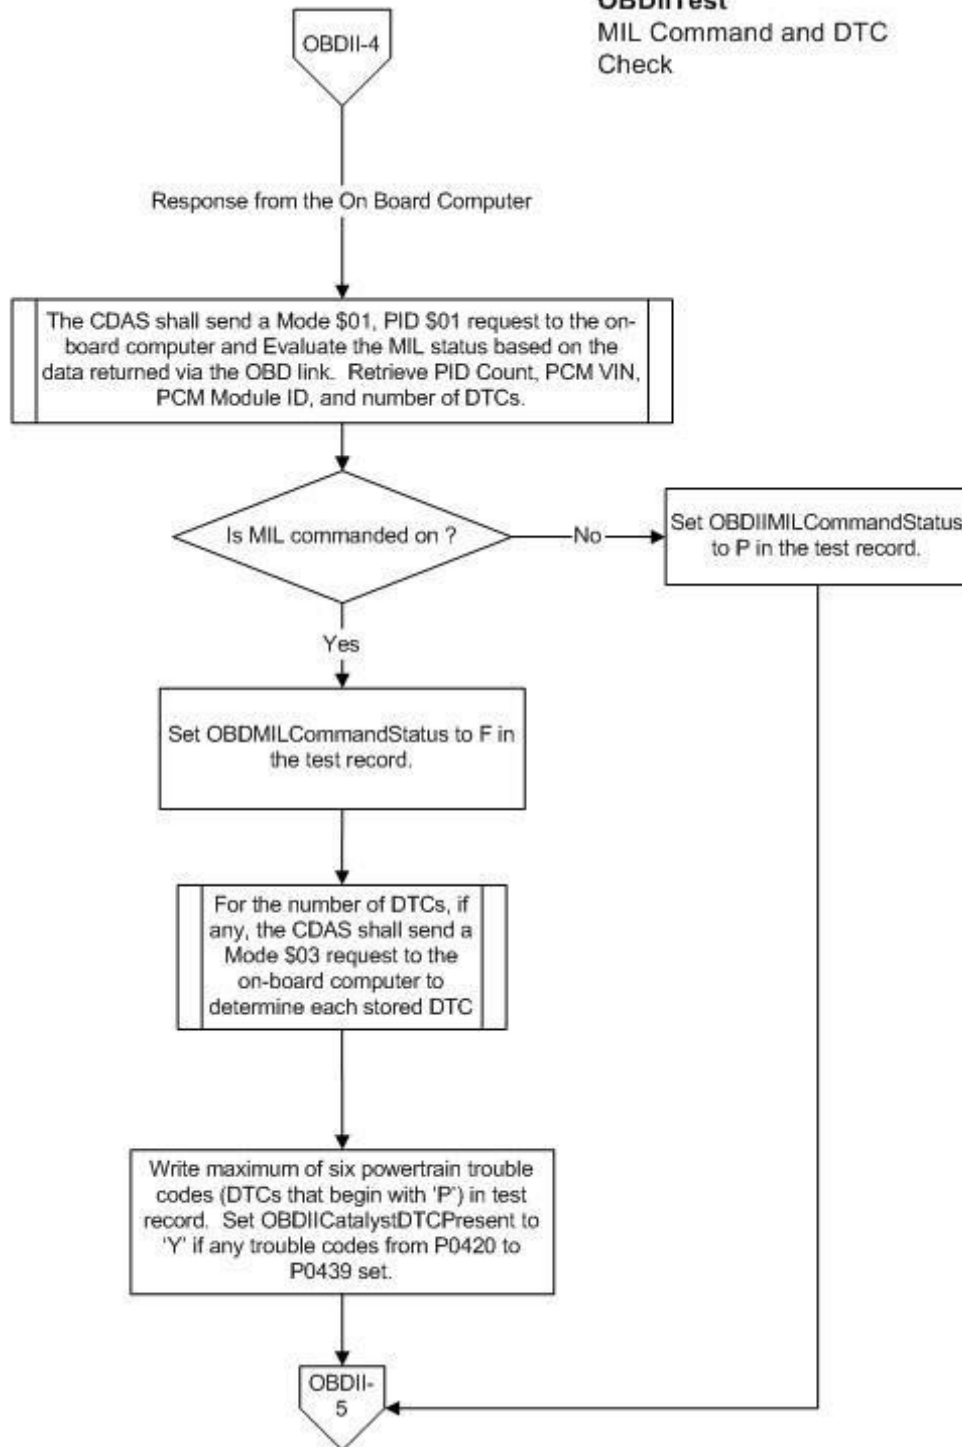 OBDIITest
MIL Command and DTC
Check
OBDII-4
Response from the On Board Computer
The CDAS shall send a Mode $01, PID $01 request to the on-
board computer and Evaluate the MIL status based on the
data returned via the OBD link.  Retrieve PID Count, PCM VIN,
PCM Module ID, and number of DTCs.
Is MIL commanded on ?
No
Set OBDIIMILCommandStatus
to P in the test record.
Yes
Set OBDMILCommandStatus to F in
the test record.
For the number of DTCs, if
any, the CDAS shall send a
Mode $03 request to the
on-board computer to
determine each stored DTC
Write maximum of six powertrain trouble
codes (DTCs that begin with 'P') in test
record.  Set OBDIICatalystDTCPresent to
'Y' if any trouble codes from P0420 to
P0439 set.
OBDII-
5